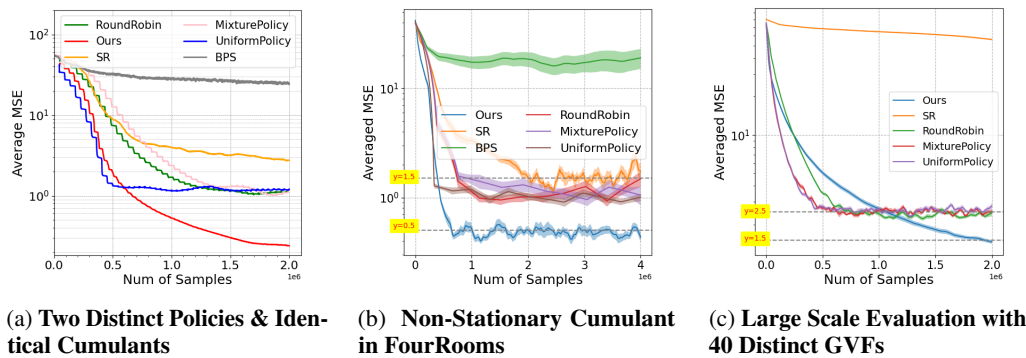 RoundRobin
Ours
SR
MixturePolicy
UniformPolicy
BPS
10²
10¹
10⁰
Average MSE
0.0
0.5
1.0
1.5
2.0
1e6
Num of Samples
Ours
SR
BPS
RoundRobin
MixturePolicy
UniformPolicy
10¹
10⁰
y=1.5
y=0.5
Averaged MSE
0
1
2
3
4
1e6
Num of Samples
Ours
SR
RoundRobin
MixturePolicy
UniformPolicy
10¹
y=2.5
y=1.5
Averaged MSE
0.0
0.5
1.0
1.5
2.0
1e6
Num of Samples
(a) Two Distinct Policies & Iden-
tical Cumulants
(b) Non-Stationary Cumulant
in FourRooms
(c) Large Scale Evaluation with
40 Distinct GVFs